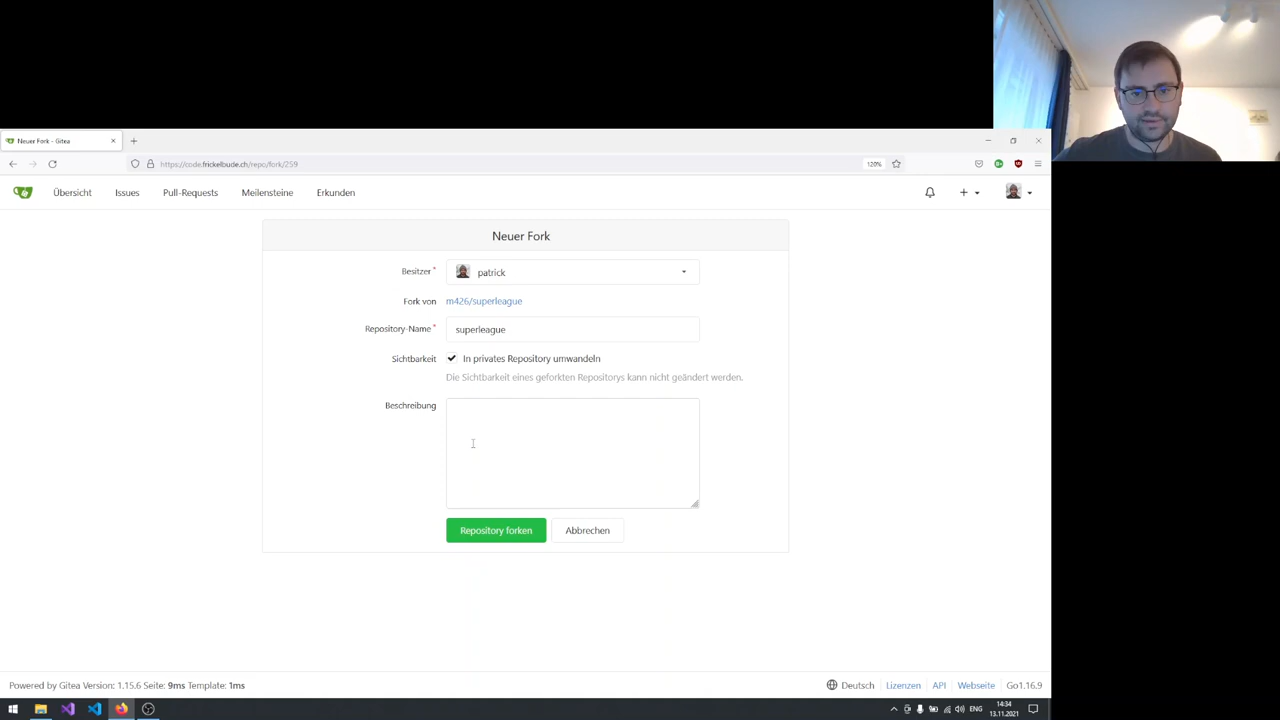 Neuer Fork - Gitea
https://code.frickelbude.ch/repo/fork/259
120%
Übersicht
Issues
Pull-Requests
Meilensteine
Erkunden
Neuer Fork
Besitzer*
patrick
Fork von
m426/superleague
Repository-Name*
superleague
Sichtbarkeit
In privates Repository umwandeln
Die Sichtbarkeit eines geforkten Repositorys kann nicht geändert werden.
Beschreibung
Repository forken
Abbrechen
Powered by Gitea Version: 1.15.6 Seite: 9ms Template: 1ms
Deutsch
Lizenzen
API
Webseite
Go1.16.9
ENG
14:34
13.11.2021